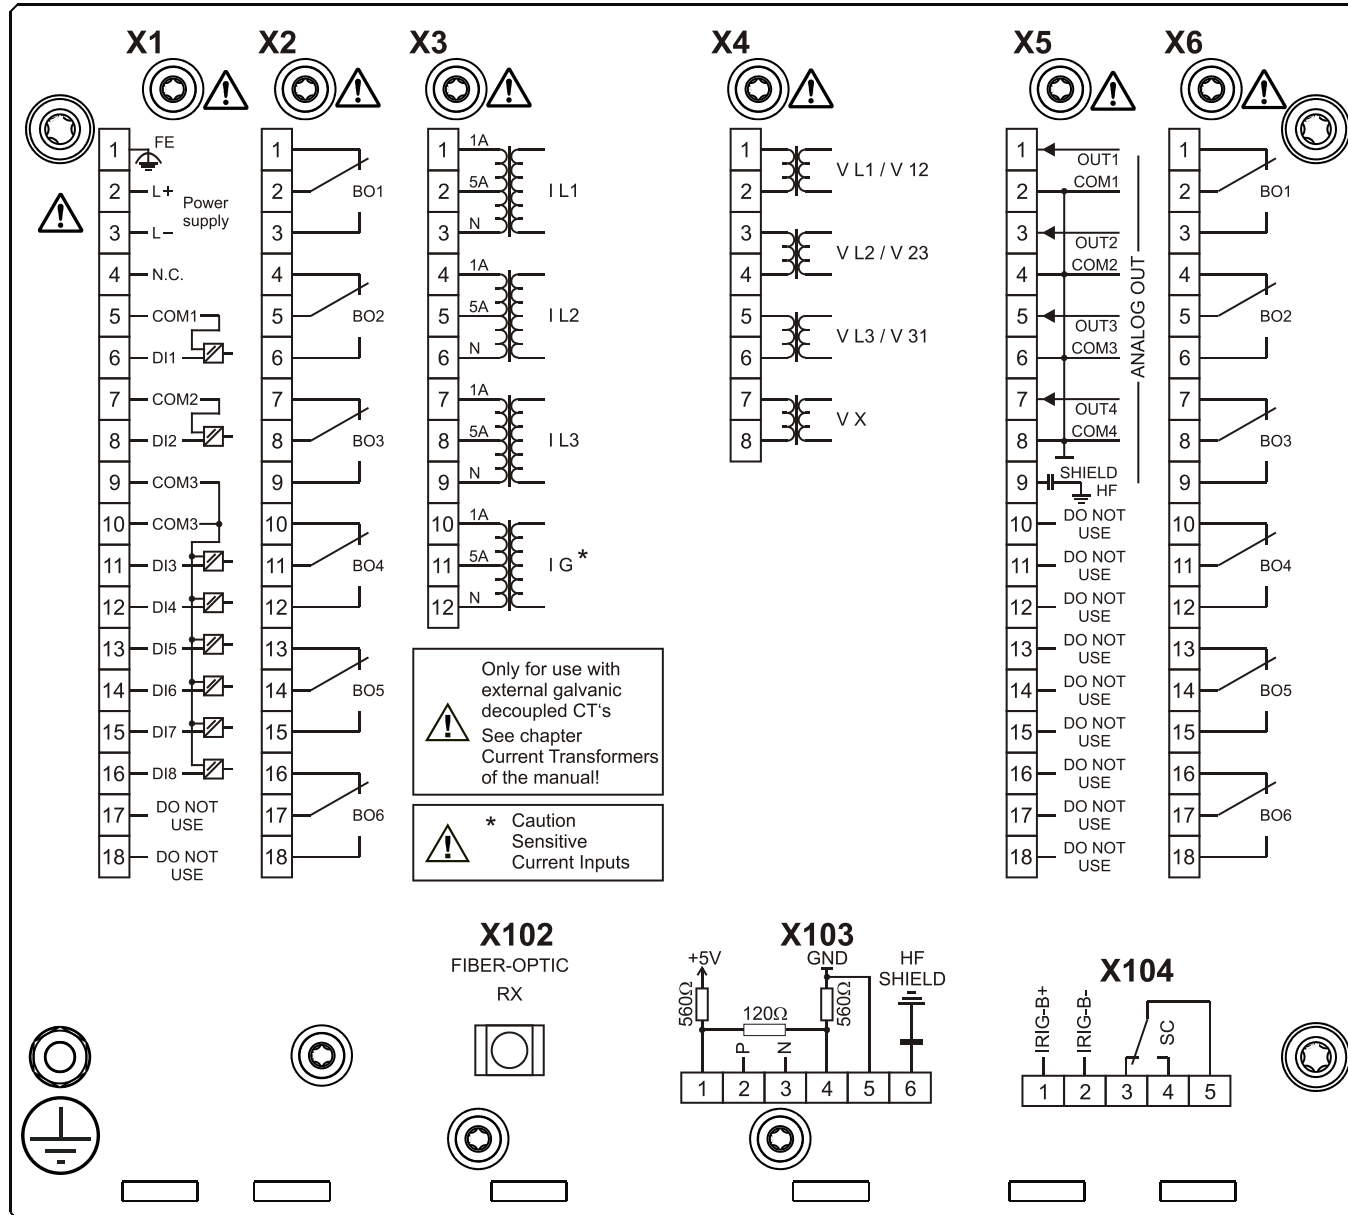 X1
X2
X3
X4
X5
X6
1 FE
2 L+
Power
supply
3 L–
4 N.C.
5 COM1
6 DI1
7 COM2
8 DI2
9 COM3
10 COM3
11 DI3
12 DI4
13 DI5
14 DI6
15 DI7
16 DI8
17 DO NOT
USE
18 DO NOT
USE
1
2 BO1
3
4
5 BO2
6
7
8 BO3
9
10
11 BO4
12
13
14 BO5
15
16
17 BO6
18
1 1A
2 5A I L1
3 N
4 1A
5 5A I L2
6 N
7 1A
8 5A I L3
9 N
10 1A
11 5A I G *
12 N
Only for use with
external galvanic
decoupled CT‘s
See chapter
Current Transformers
of the manual!
* Caution
Sensitive
Current Inputs
1
V L1 / V 12
2
3
V L2 / V 23
4
5
V L3 / V 31
6
7
V X
8
1 OUT1
2 COM1
3 OUT2
4 COM2
5 OUT3
6 COM3
7 OUT4
8 COM4
ANALOG OUT
9 SHIELD
HF
10 DO NOT
USE
11 DO NOT
USE
12 DO NOT
USE
13 DO NOT
USE
14 DO NOT
USE
15 DO NOT
USE
16 DO NOT
USE
17 DO NOT
USE
18 DO NOT
USE
1
2 BO1
3
4
5 BO2
6
7
8 BO3
9
10
11 BO4
12
13
14 BO5
15
16
17 BO6
18
X102
FIBER-OPTIC
RX
X103
+5V
GND
HF
SHIELD
560Ω
120Ω
560Ω
P
N
1 2 3 4 5 6
X104
IRIG-B+
IRIG-B-
SC
1 2 3 4 5